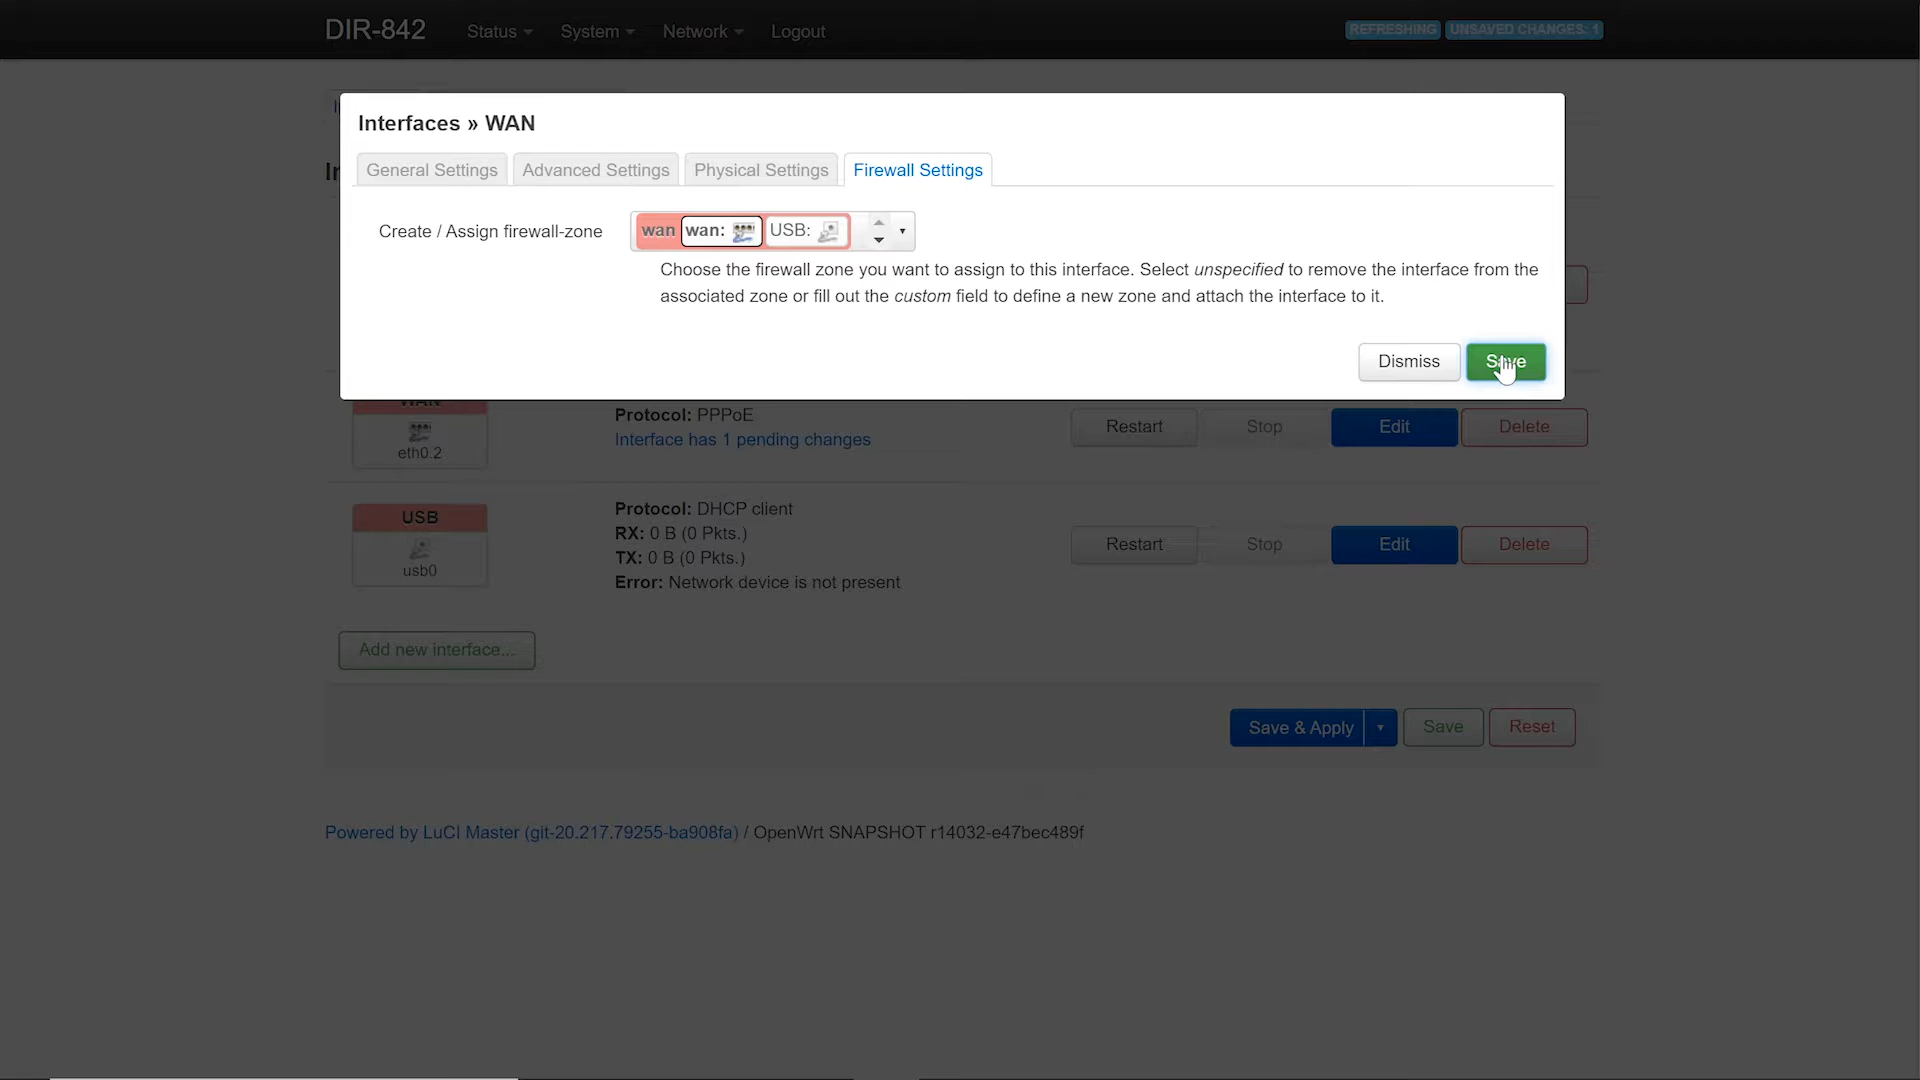 DIR-842 Status System Network Logout REFRESHING UNSAVED CHANGES: 1
Interfaces » WAN
General Settings Advanced Settings Physical Settings Firewall Settings
Create / Assign firewall-zone wan wan: USB:
Choose the firewall zone you want to assign to this interface. Select unspecified to remove the interface from the
associated zone or fill out the custom field to define a new zone and attach the interface to it.
Dismiss Save
WAN
eth0.2
Protocol: PPPoE
Interface has 1 pending changes
Restart Stop Edit Delete
USB
usb0
Protocol: DHCP client
RX: 0 B (0 Pkts.)
TX: 0 B (0 Pkts.)
Error: Network device is not present
Restart Stop Edit Delete
Add new interface...
Save & Apply Save Reset
Powered by LuCI Master (git-20.217.79255-ba908fa) / OpenWrt SNAPSHOT r14032-e47bec489f